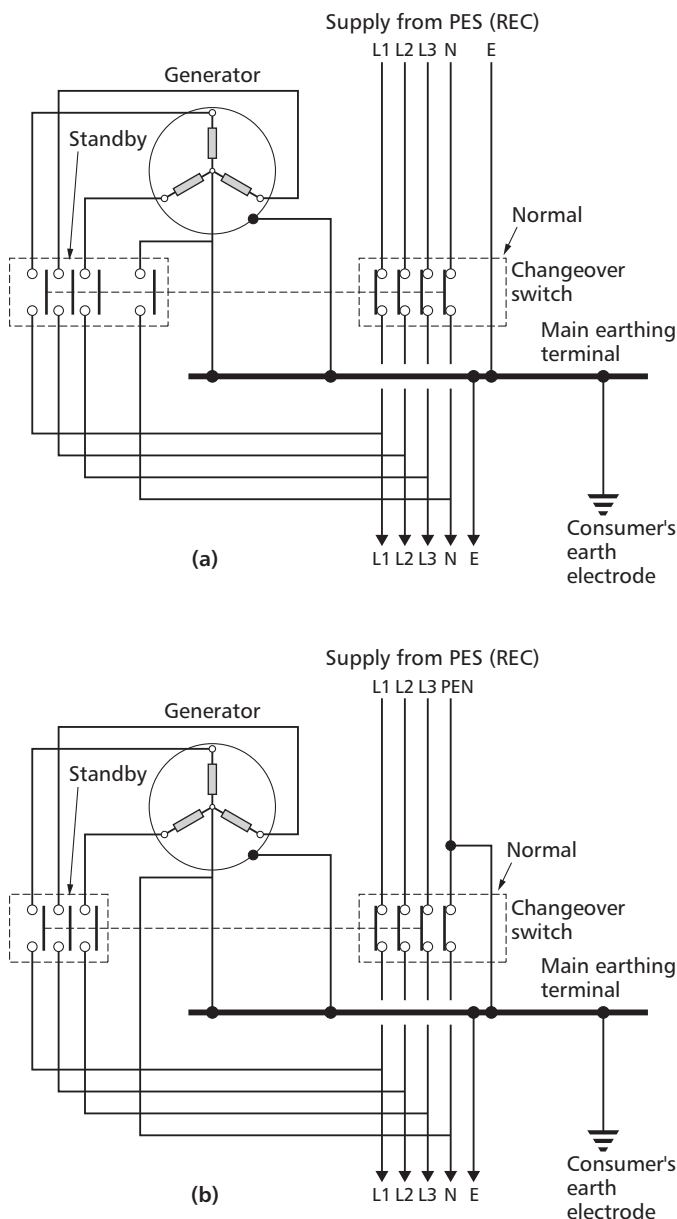 Supply from PES (REC)
L1 L2 L3 N E
Generator
Standby
Normal
Changeover
switch
Main earthing
terminal
Consumer's
earth
electrode
L1 L2 L3 N E
(a)
Supply from PES (REC)
L1 L2 L3 PEN
Generator
Standby
Normal
Changeover
switch
Main earthing
terminal
Consumer's
earth
electrode
L1 L2 L3 N E
(b)